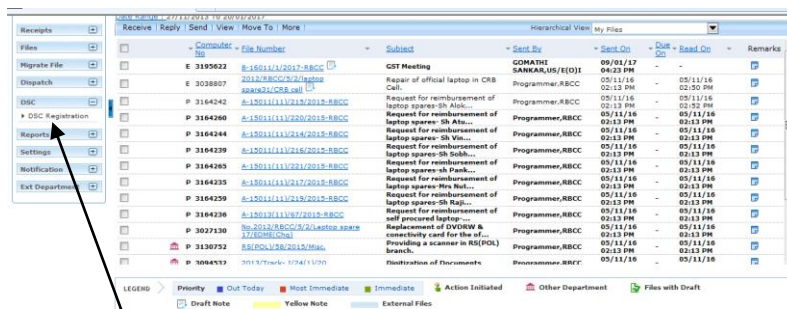 Date Range : 27/11/2013 TO 20/01/2017
Receive | Reply | Send | View | Move To | More |
Hierarchical View My Files
Receipts
Files
Migrate File
Dispatch
DSC
DSC Registration
Reports
Settings
Notification
Ext Department
Computer No File Number Subject Sent By Sent On Due On Read On Remarks
E 3195622 B-16011/1/2017-RBCC GST Meeting GOMATHI SANKAR,US/E(O)I 09/01/17 04:23 PM - -
E 3038807 2012/RBCC/5/2/laptop spare31/CRB cell Repair of official laptop in CRB Cell. Programmer,RBCC 05/11/16 02:13 PM - 05/11/16 02:50 PM
P 3164242 A-15011(11)/215/2015-RBCC Request for reimbursement of laptop spares-Sh Alok... Programmer,RBCC 05/11/16 02:13 PM - 05/11/16 02:52 PM
P 3164260 A-15011(11)/220/2015-RBCC Request for reimbursement of laptop spares- Sh Atu... Programmer,RBCC 05/11/16 02:13 PM - 05/11/16 02:13 PM
P 3164244 A-15011(11)/214/2015-RBCC Request for reimbursement of laptop spares-Sh Vin... Programmer,RBCC 05/11/16 02:13 PM - 05/11/16 02:13 PM
P 3164239 A-15011(11)/216/2015-RBCC Request for reimbursement of laptop spares-Sh Sobh... Programmer,RBCC 05/11/16 02:13 PM - 05/11/16 02:13 PM
P 3164265 A-15011(11)/221/2015-RBCC Request for reimbursement of laptop spares-sh Pank... Programmer,RBCC 05/11/16 02:13 PM - 05/11/16 02:13 PM
P 3164235 A-15011(11)/217/2015-RBCC Request for reimbursement of laptop spares-Mrs Nut... Programmer,RBCC 05/11/16 02:13 PM - 05/11/16 02:13 PM
P 3164259 A-15011(11)/219/2015-RBCC Request for reimbursement of laptop spares-Sh Raji... Programmer,RBCC 05/11/16 02:13 PM - 05/11/16 02:13 PM
P 3164236 A-15013(11)/67/2015-RBCC Request for reimbursement of self procured laptop-... Programmer,RBCC 05/11/16 02:13 PM - 05/11/16 02:13 PM
P 3027130 No.2012/RBCC/5/2/Laptop spare 17/EDME(Chg) Replacement of DVDRW & conectivity card for the of... Programmer,RBCC 05/11/16 02:13 PM - 05/11/16 02:13 PM
P 3130752 RS(POL)/58/2015/Misc. Providing a scanner in RS(POL) branch. Programmer,RBCC 05/11/16 02:13 PM - 05/11/16 02:13 PM
P 3094532 2013/Track- I/24(1)/20 Digitization of Documents Programmer,RBCC 05/11/16 02:13 PM - 05/11/16 02:13 PM
LEGEND Priority Out Today Most Immediate Immediate Action Initiated Other Department Files with Draft
Draft Note Yellow Note External Files